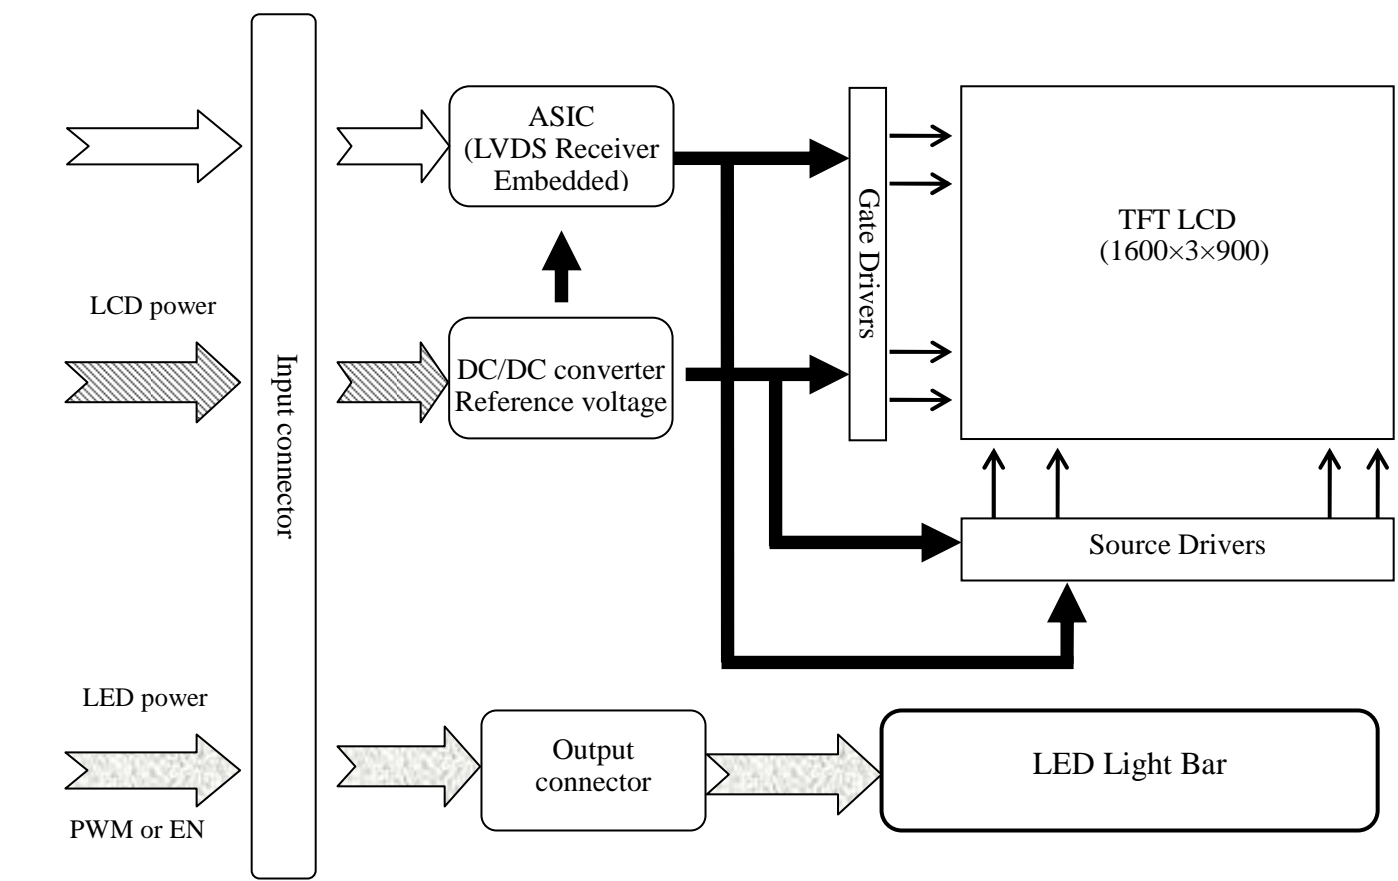 ASIC
(LVDS Receiver
Embedded)
Gate Drivers
TFT LCD
(1600×3×900)
LCD power
Input connector
DC/DC converter
Reference voltage
Source Drivers
LED power
PWM or EN
Output
connector
LED Light Bar